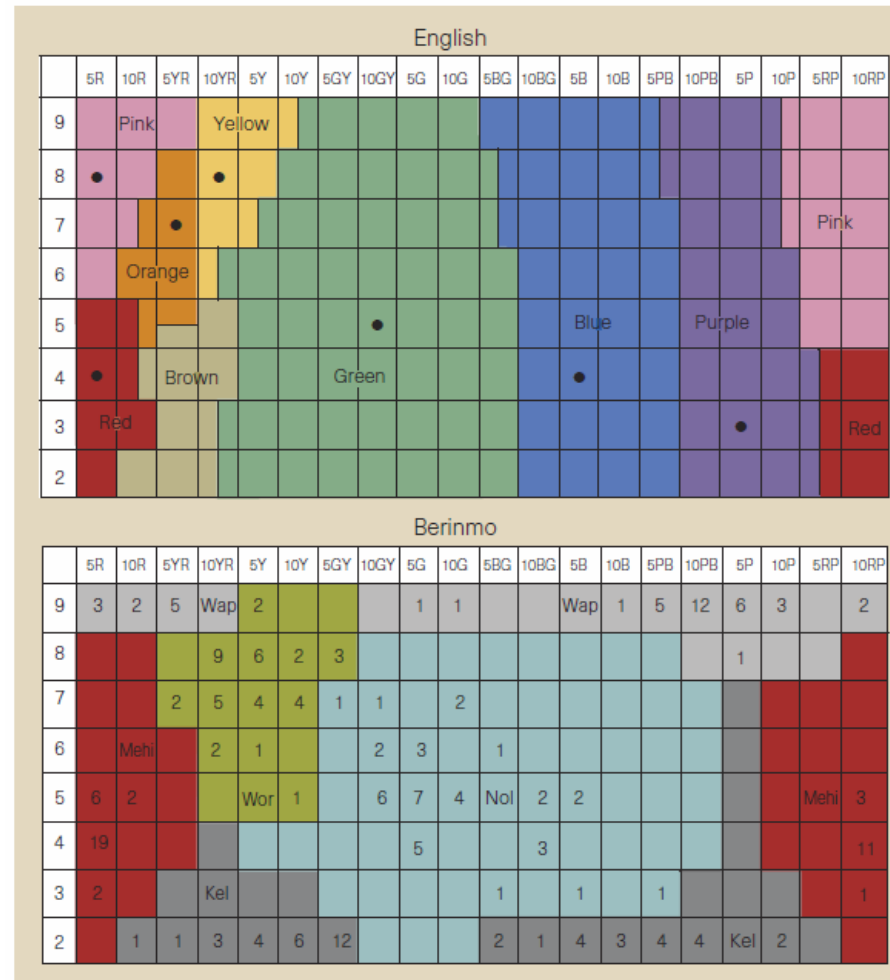 English
5R 10R 5YR 10YR 5Y 10Y 5GY 10GY 5G 10G 5BG 10BG 5B 10B 5PB 10PB 5P 10P 5RP 10RP
9 Pink Yellow
8
7 Pink
6 Orange
5 Blue Purple
4 Brown Green
3 Red Red
2
Berinmo
5R 10R 5YR 10YR 5Y 10Y 5GY 10GY 5G 10G 5BG 10BG 5B 10B 5PB 10PB 5P 10P 5RP 10RP
9 3 2 5 Wap 2 1 1 Wap 1 5 12 6 3 2
8 9 6 2 3 1
7 2 5 4 4 1 1 2
6 Mehi 2 1 2 3 1
5 6 2 Wor 1 6 7 4 Nol 2 2 Mehi 3
4 19 5 3 11
3 2 Kel 1 1 1 1
2 1 1 3 4 6 12 2 1 4 3 4 4 Kel 2